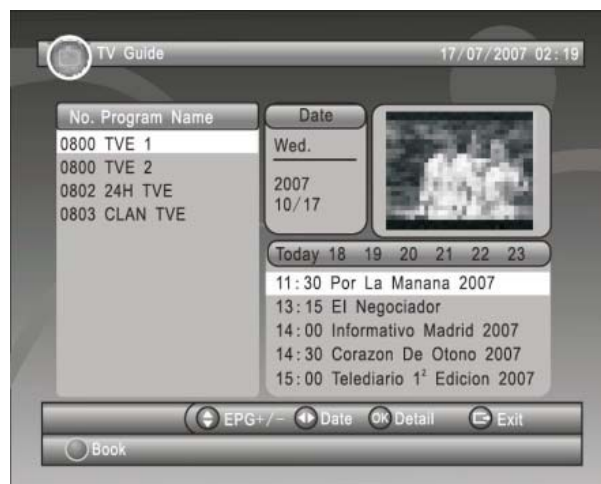 TV Guide 17/07/2007 02:19
No. Program Name
0800 TVE 1
0800 TVE 2
0802 24H TVE
0803 CLAN TVE
Date
Wed.
2007
10/17
Today 18 19 20 21 22 23
11:30 Por La Manana 2007
13:15 El Negociador
14:00 Informativo Madrid 2007
14:30 Corazon De Otono 2007
15:00 Telediario 1² Edicion 2007
EPG+/- Date OK Detail Exit
Book